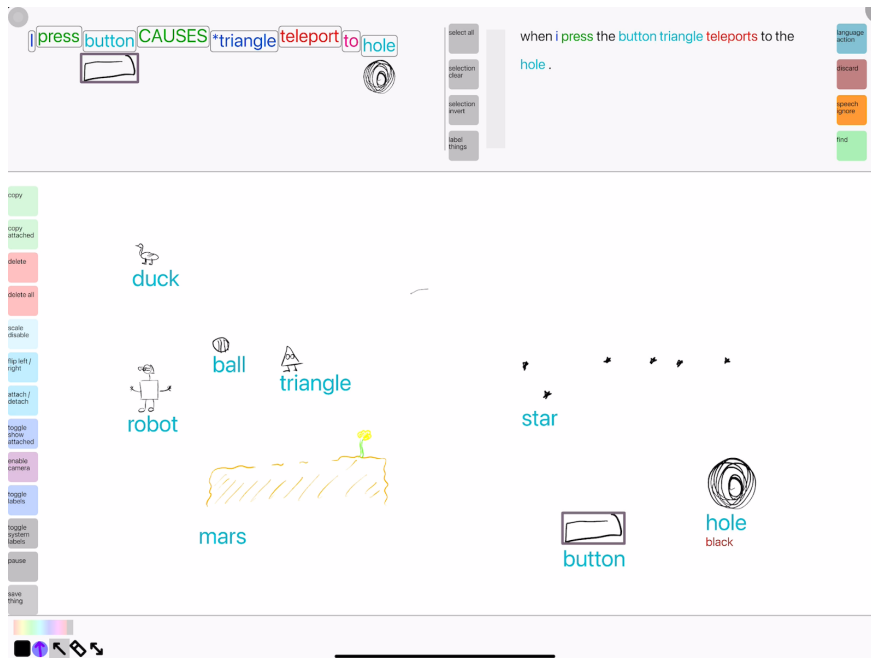 I press button CAUSES *triangle teleport to hole
select all
selection
clear
selection
invert
label
things
when i press the button triangle teleports to the
hole .
language
action
discard
speech
ignore
find
copy
copy
attached
delete
delete all
scale
disable
flip left /
right
attach /
detach
toggle
show
attached
enable
camera
toggle
labels
toggle
system
labels
pause
save
thing
duck
ball
triangle
robot
star
mars
hole
black
button